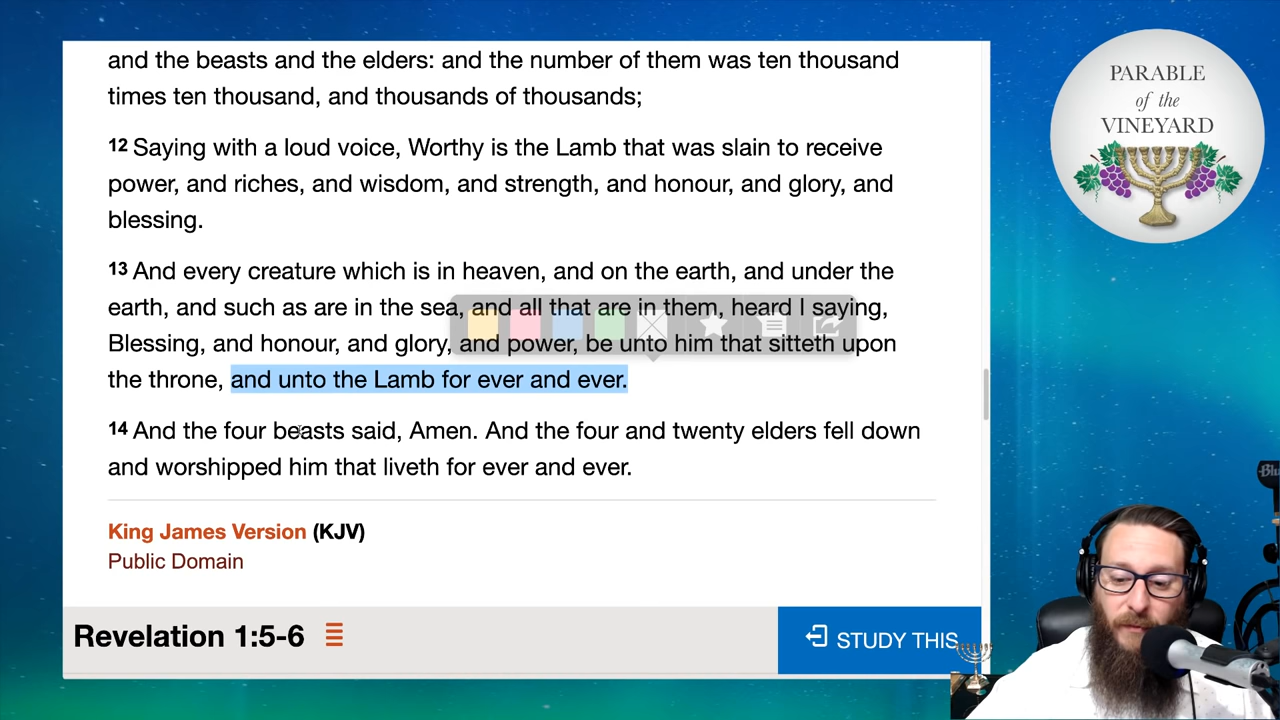 and the beasts and the elders: and the number of them was ten thousand
times ten thousand, and thousands of thousands;
12 Saying with a loud voice, Worthy is the Lamb that was slain to receive
power, and riches, and wisdom, and strength, and honour, and glory, and
blessing.
13 And every creature which is in heaven, and on the earth, and under the
earth, and such as are in the sea, and all that are in them, heard I saying,
Blessing, and honour, and glory, and power, be unto him that sitteth upon
the throne, and unto the Lamb for ever and ever.
14 And the four beasts said, Amen. And the four and twenty elders fell down
and worshipped him that liveth for ever and ever.
King James Version (KJV)
Public Domain
Revelation 1:5-6
STUDY THIS
PARABLE
of the
VINEYARD